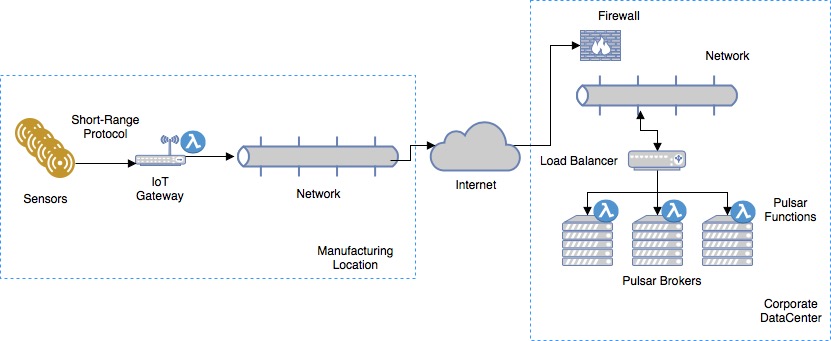 Firewall
Network
Short-Range
Protocol
Sensors
IoT
Gateway
Network
Internet
Load Balancer
Pulsar
Functions
Pulsar Brokers
Manufacturing
Location
Corporate
DataCenter
λ
λ
λ
λ